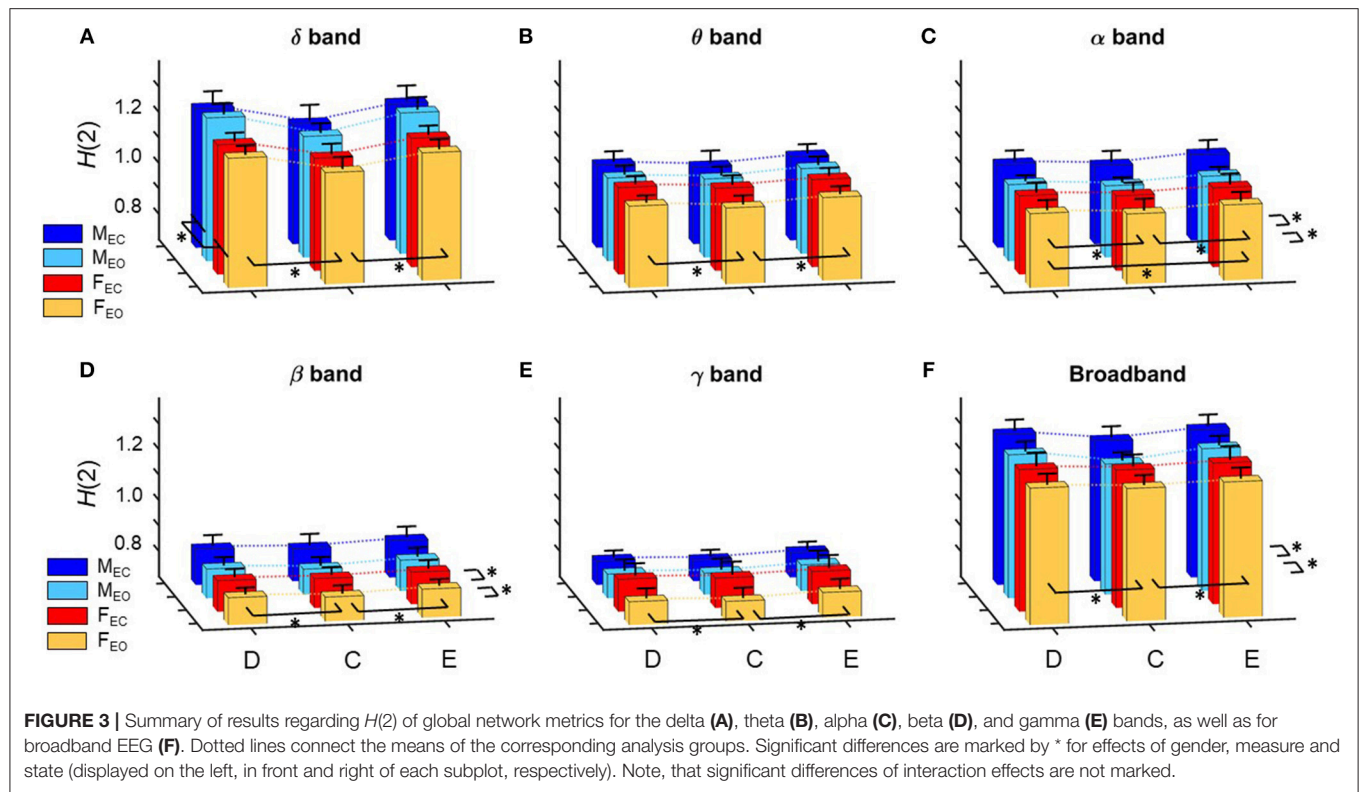 A δ band
B θ band
C α band
H(2)
1.2
1.0
0.8
M_EC
M_EO
F_EC
F_EO
*
* *
* *
* *
*
*
*
D β band
E γ band
F Broadband
H(2)
1.2
1.0
0.8
M_EC
M_EO
F_EC
F_EO
*
*
* *
* *
*
*
* *
D C E
D C E
D C E
FIGURE 3 | Summary of results regarding H(2) of global network metrics for the delta (A), theta (B), alpha (C), beta (D), and gamma (E) bands, as well as for
broadband EEG (F). Dotted lines connect the means of the corresponding analysis groups. Significant differences are marked by * for effects of gender, measure and
state (displayed on the left, in front and right of each subplot, respectively). Note, that significant differences of interaction effects are not marked.